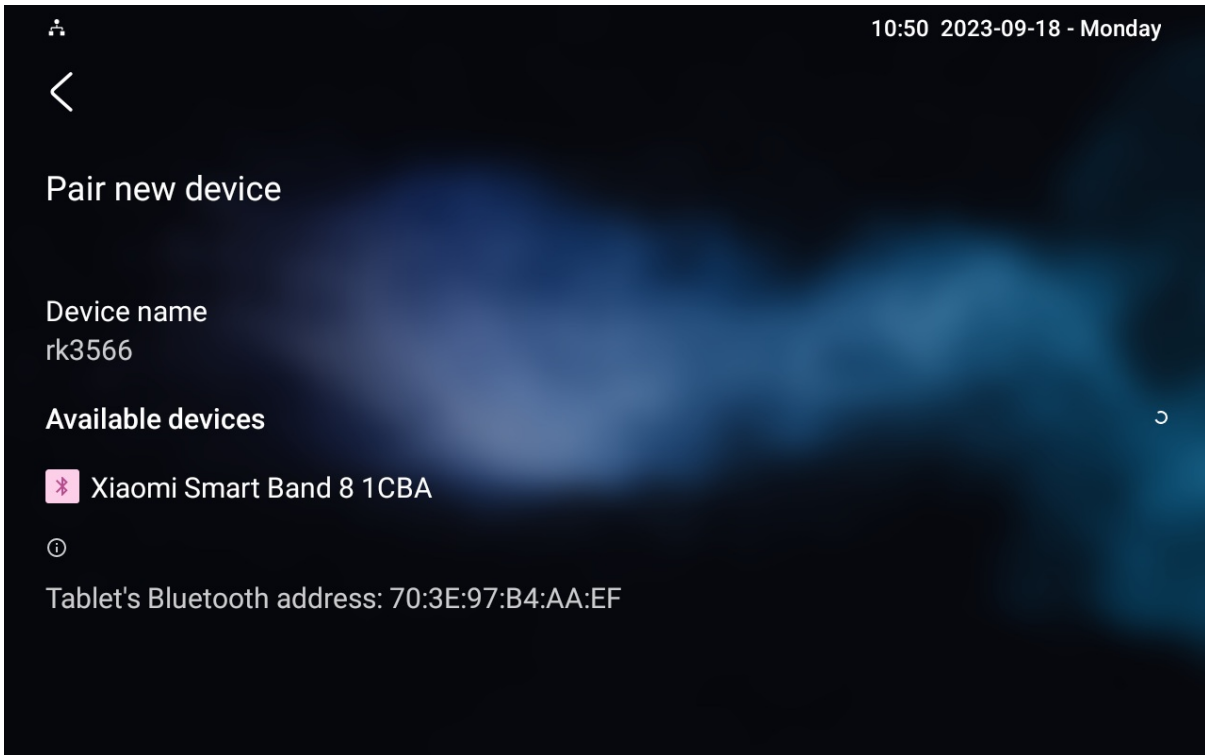 10:50 2023-09-18 - Monday
Pair new device
Device name
rk3566
Available devices
Xiaomi Smart Band 8 1CBA
Tablet's Bluetooth address: 70:3E:97:B4:AA:EF